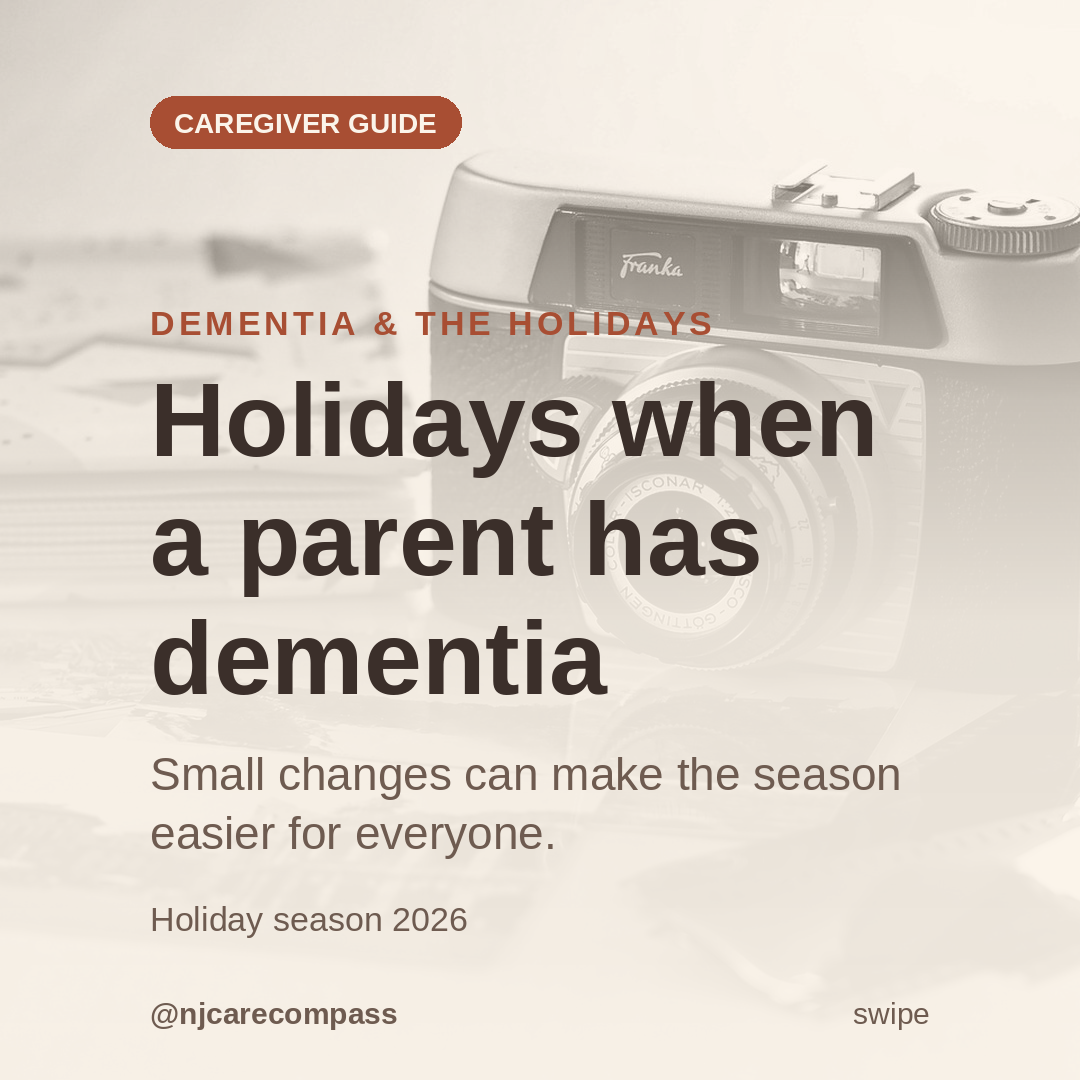 CAREGIVER GUIDE
Franka
DEMENTIA & THE HOLIDAYS
Holidays when
a parent has
dementia
Small changes can make the season
easier for everyone.
Holiday season 2026
@njcarecompass
swipe